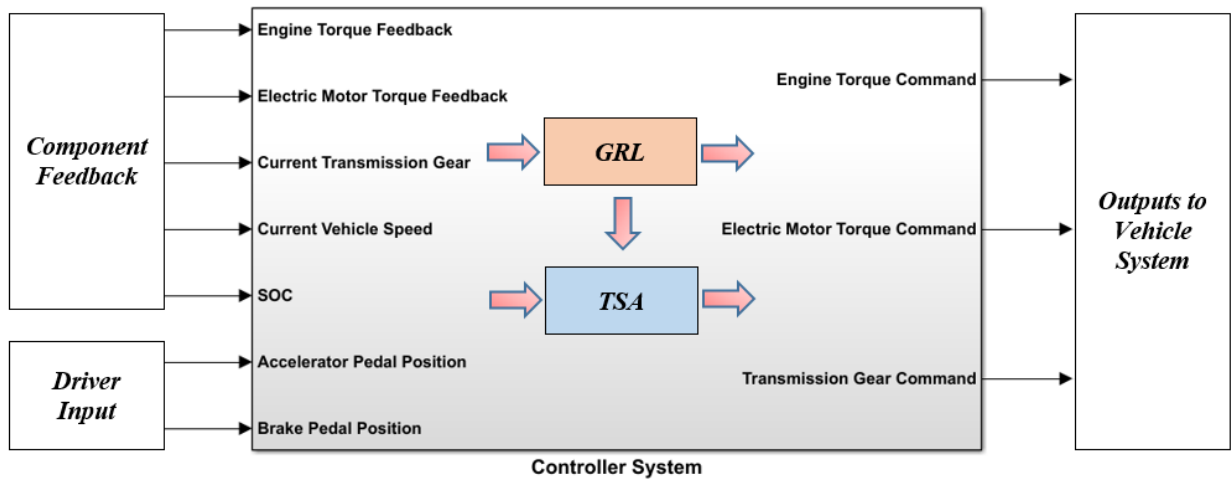 Component
Feedback
Driver
Input
Engine Torque Feedback
Electric Motor Torque Feedback
Current Transmission Gear
Current Vehicle Speed
SOC
Accelerator Pedal Position
Brake Pedal Position
GRL
TSA
Engine Torque Command
Electric Motor Torque Command
Transmission Gear Command
Outputs to
Vehicle
System
Controller System